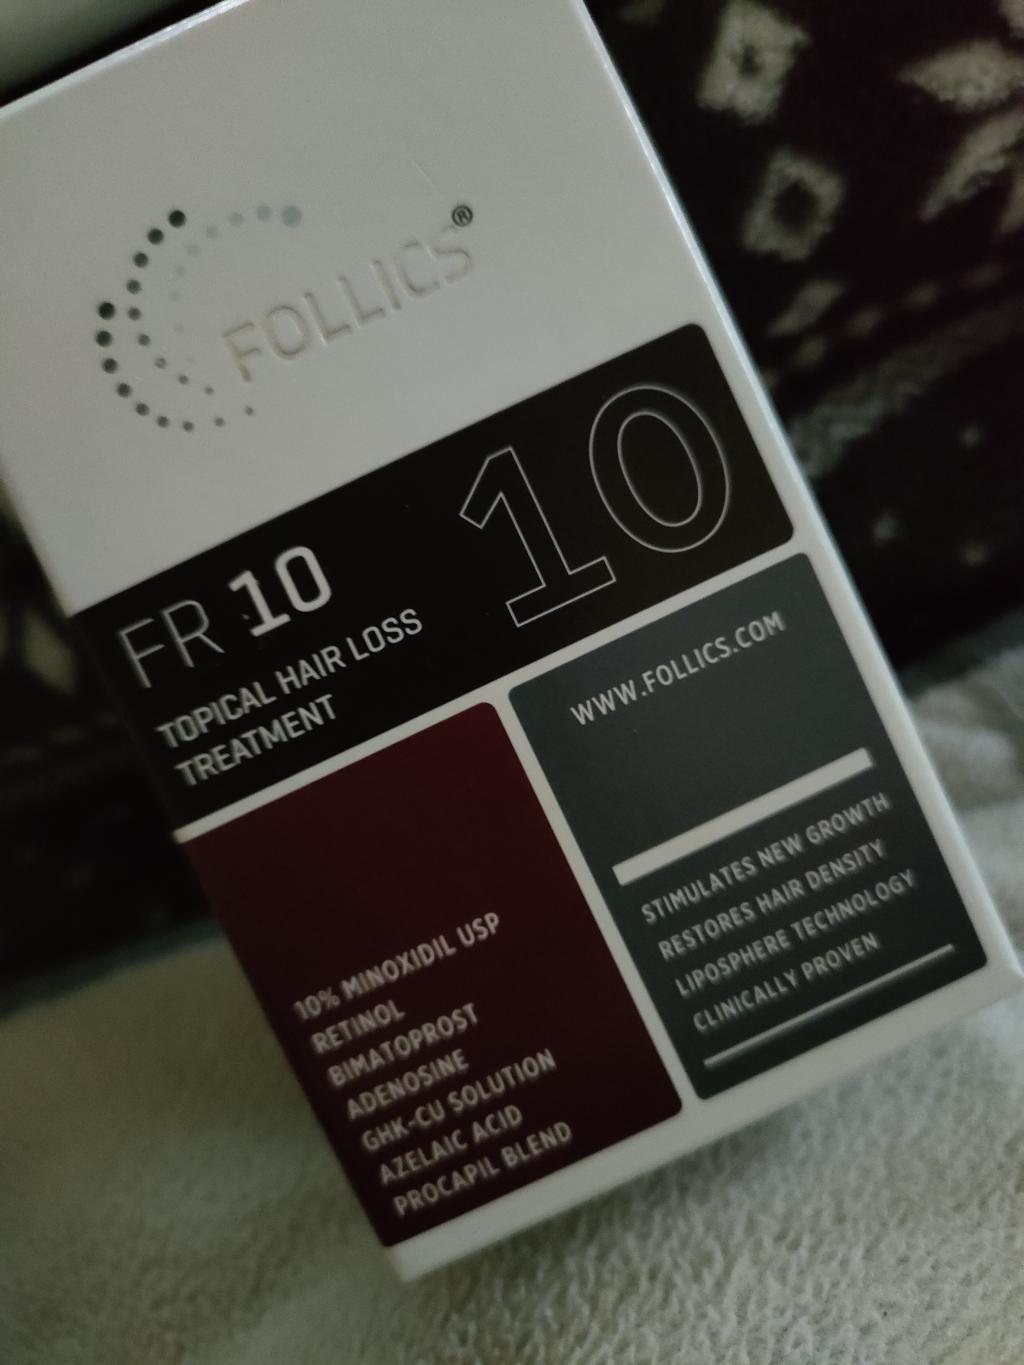 FOLLICS®
10
FR 10
TOPICAL HAIR LOSS
TREATMENT
WWW.FOLLICS.COM
STIMULATES NEW GROWTH
RESTORES HAIR DENSITY
LIPOSPHERE TECHNOLOGY
CLINICALLY PROVEN
10% MINOXIDIL USP
RETINOL
BIMATOPROST
ADENOSINE
GHK-CU SOLUTION
AZELAIC ACID
PROCAPIL BLEND